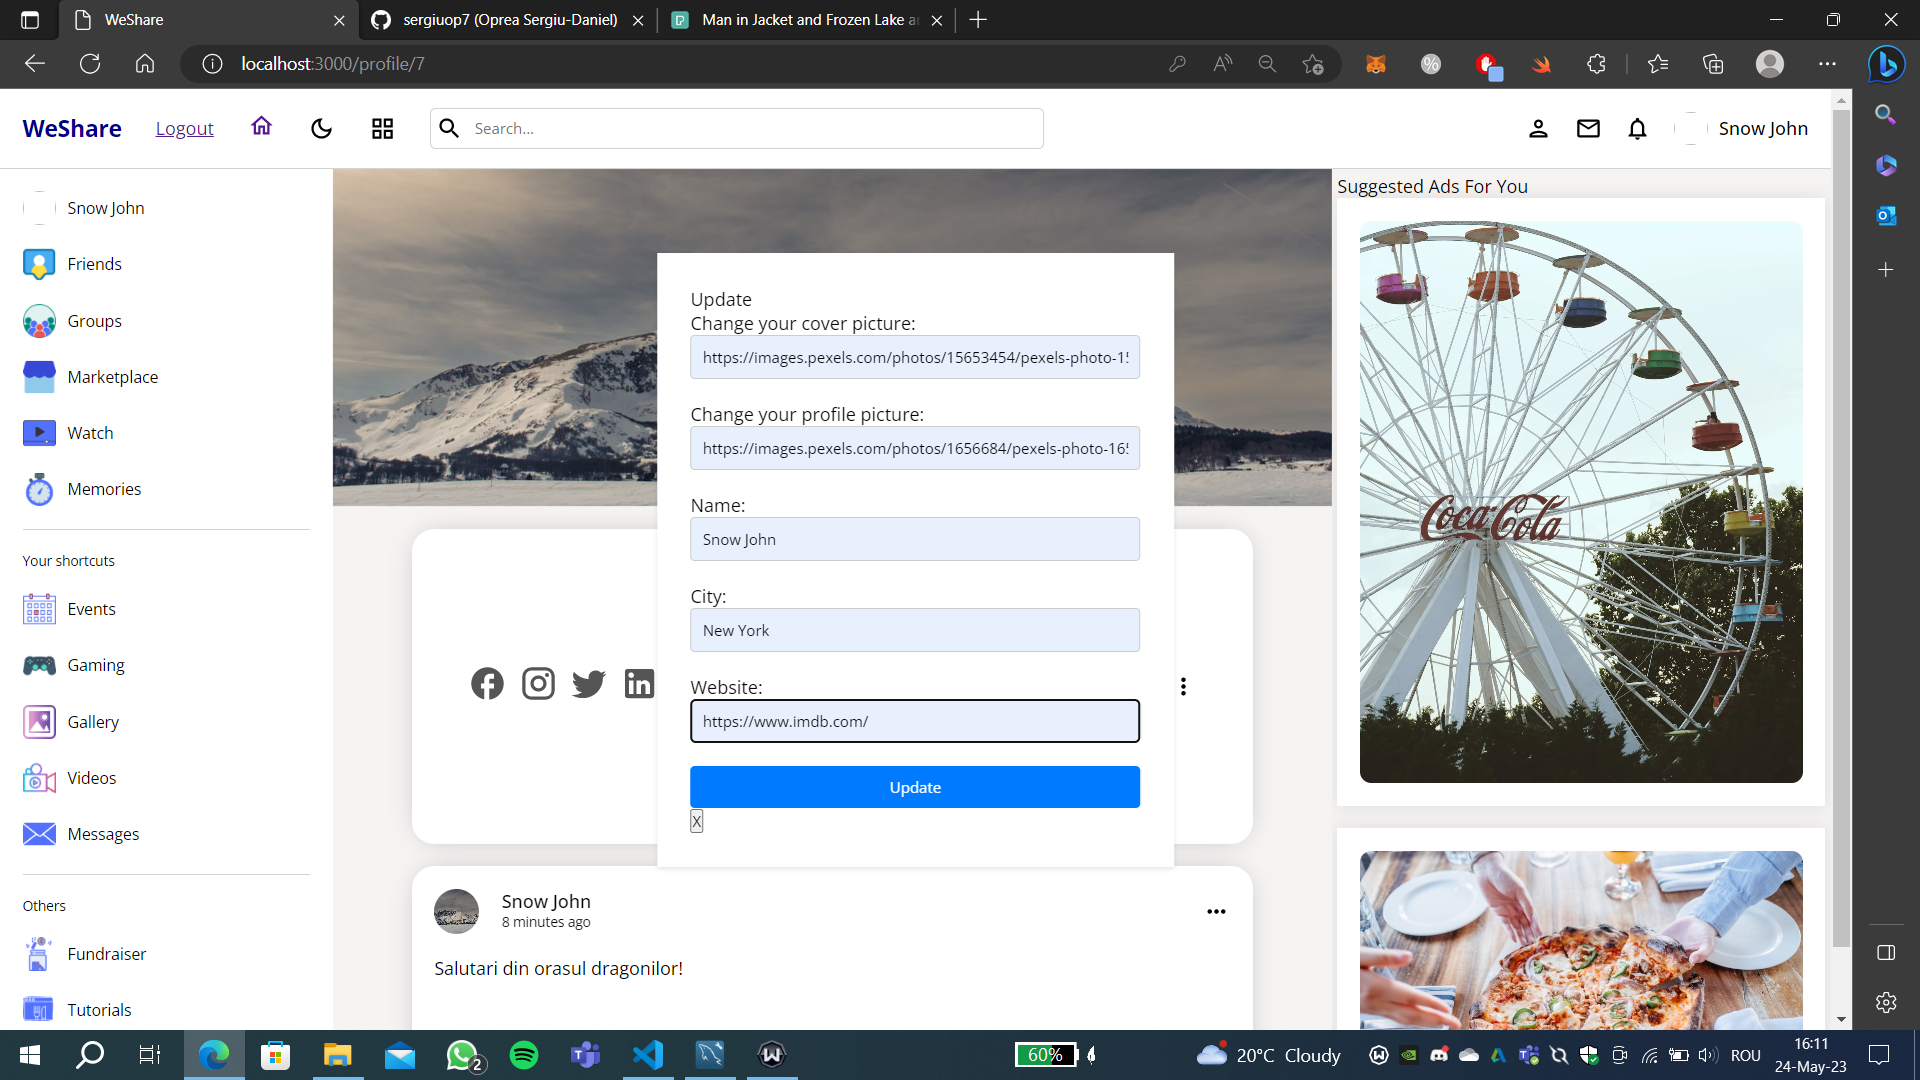 WeShare
sergiuop7 (Oprea Sergiu-Daniel)
Man in Jacket and Frozen Lake a
localhost:3000/profile/7
WeShare
Logout
Search...
Snow John
Snow John
Friends
Groups
Marketplace
Watch
Memories
Your shortcuts
Events
Gaming
Gallery
Videos
Messages
Others
Fundraiser
Tutorials
Update
Change your cover picture:
https://images.pexels.com/photos/15653454/pexels-photo-15
Change your profile picture:
https://images.pexels.com/photos/1656684/pexels-photo-165
Name:
Snow John
City:
New York
Website:
https://www.imdb.com/
Update
X
Snow John
8 minutes ago
Salutari din orasul dragonilor!
Suggested Ads For You
Coca-Cola
2
60%
20°C Cloudy
ROU
16:11
24-May-23